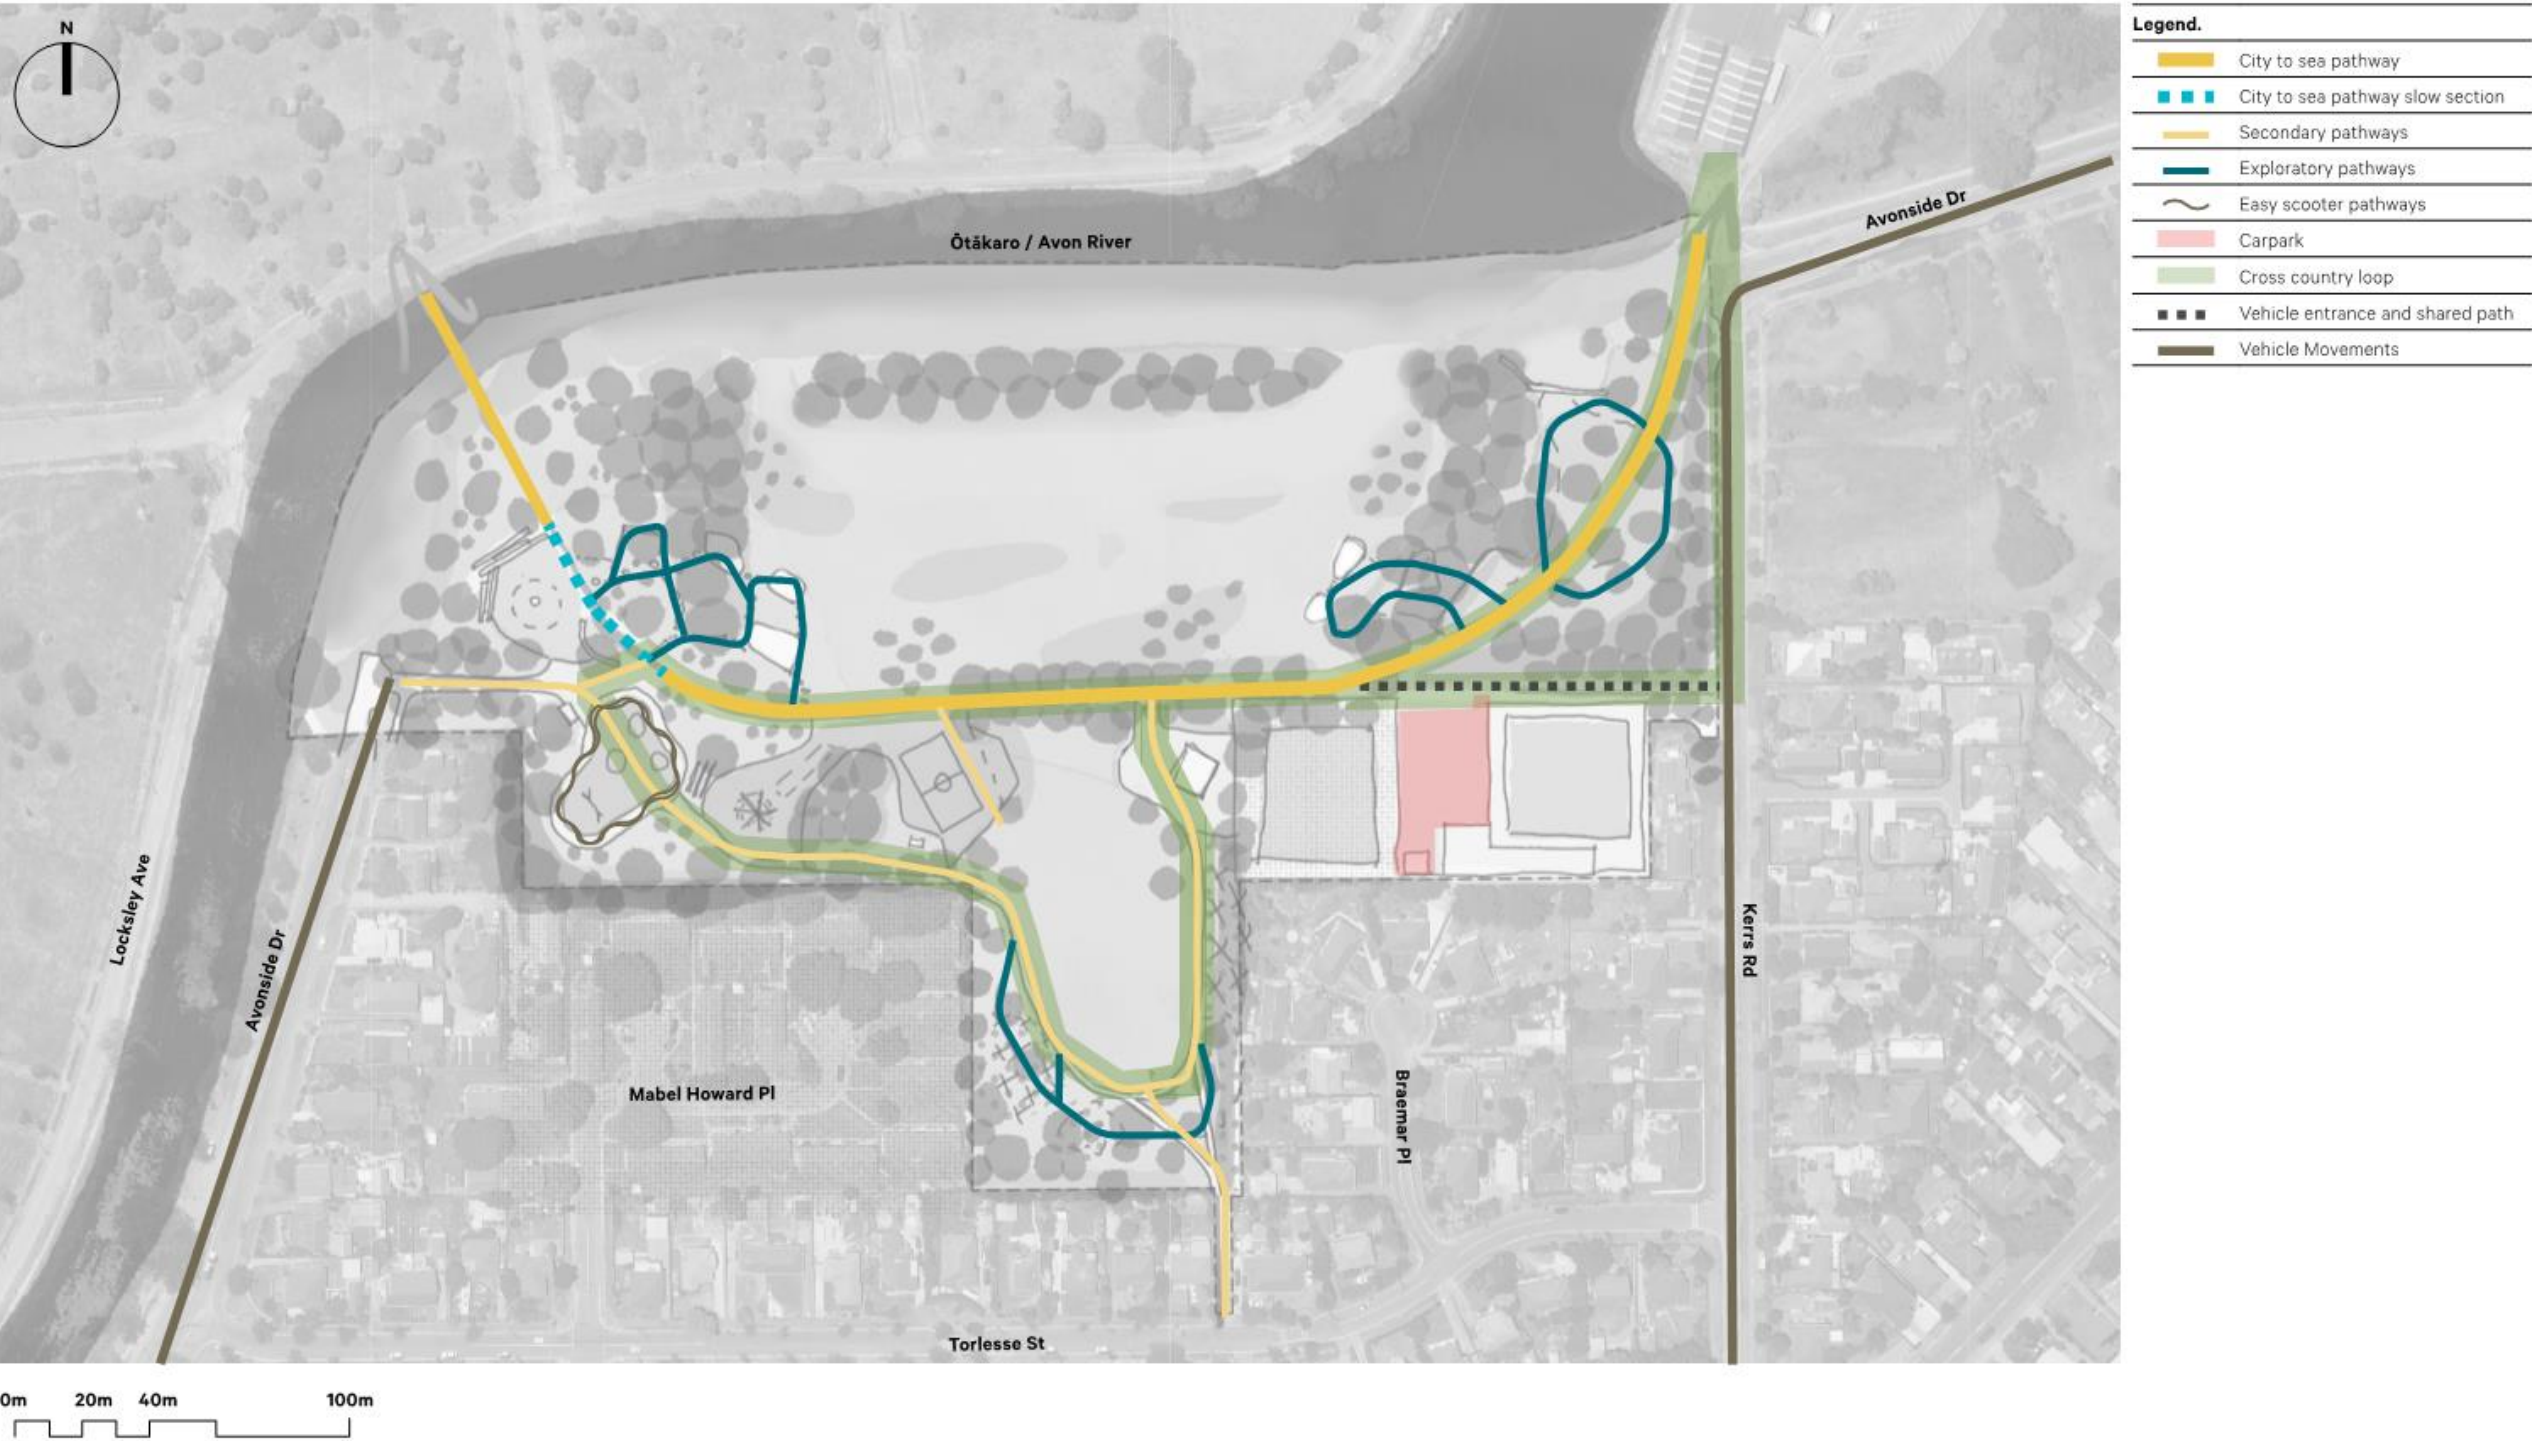 N
Ōtākaro / Avon River
Avonside Dr
Locksley Ave
Avonside Dr
Kerrs Rd
Mabel Howard Pl
Braemar Pl
Torlesse St
0m 20m 40m 100m
Legend.
City to sea pathway
City to sea pathway slow section
Secondary pathways
Exploratory pathways
Easy scooter pathways
Carpark
Cross country loop
Vehicle entrance and shared path
Vehicle Movements